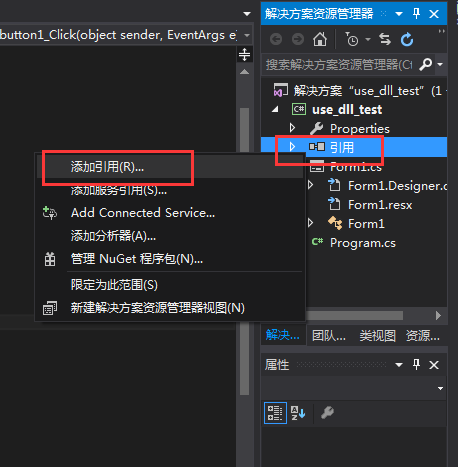 button1_Click(object sender, EventArgs e
添加引用(R)...
添加服务引用(S)...
Add Connected Service...
添加分析器(A)...
管理 NuGet 程序包(N)...
限定为此范围(S)
新建解决方案资源管理器视图(N)
解决方案资源管理器
搜索解决方案资源管理器(Ct
解决方案 "use_dll_test" (1
use_dll_test
Properties
引用
Form1.cs
Form1.Designer.c
Form1.resx
Form1
Program.cs
解决... 团队... 类视图 资源...
属性